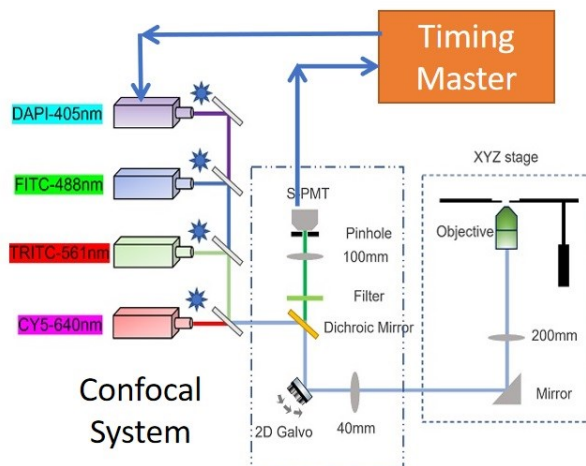 Timing
Master
DAPI-405nm
FITC-488nm
TRITC-561nm
CY5-640nm
XYZ stage
Pinhole
100mm
Objective
Filter
Dichroic Mirror
200mm
Confocal
System
2D Galvo
40mm
Mirror